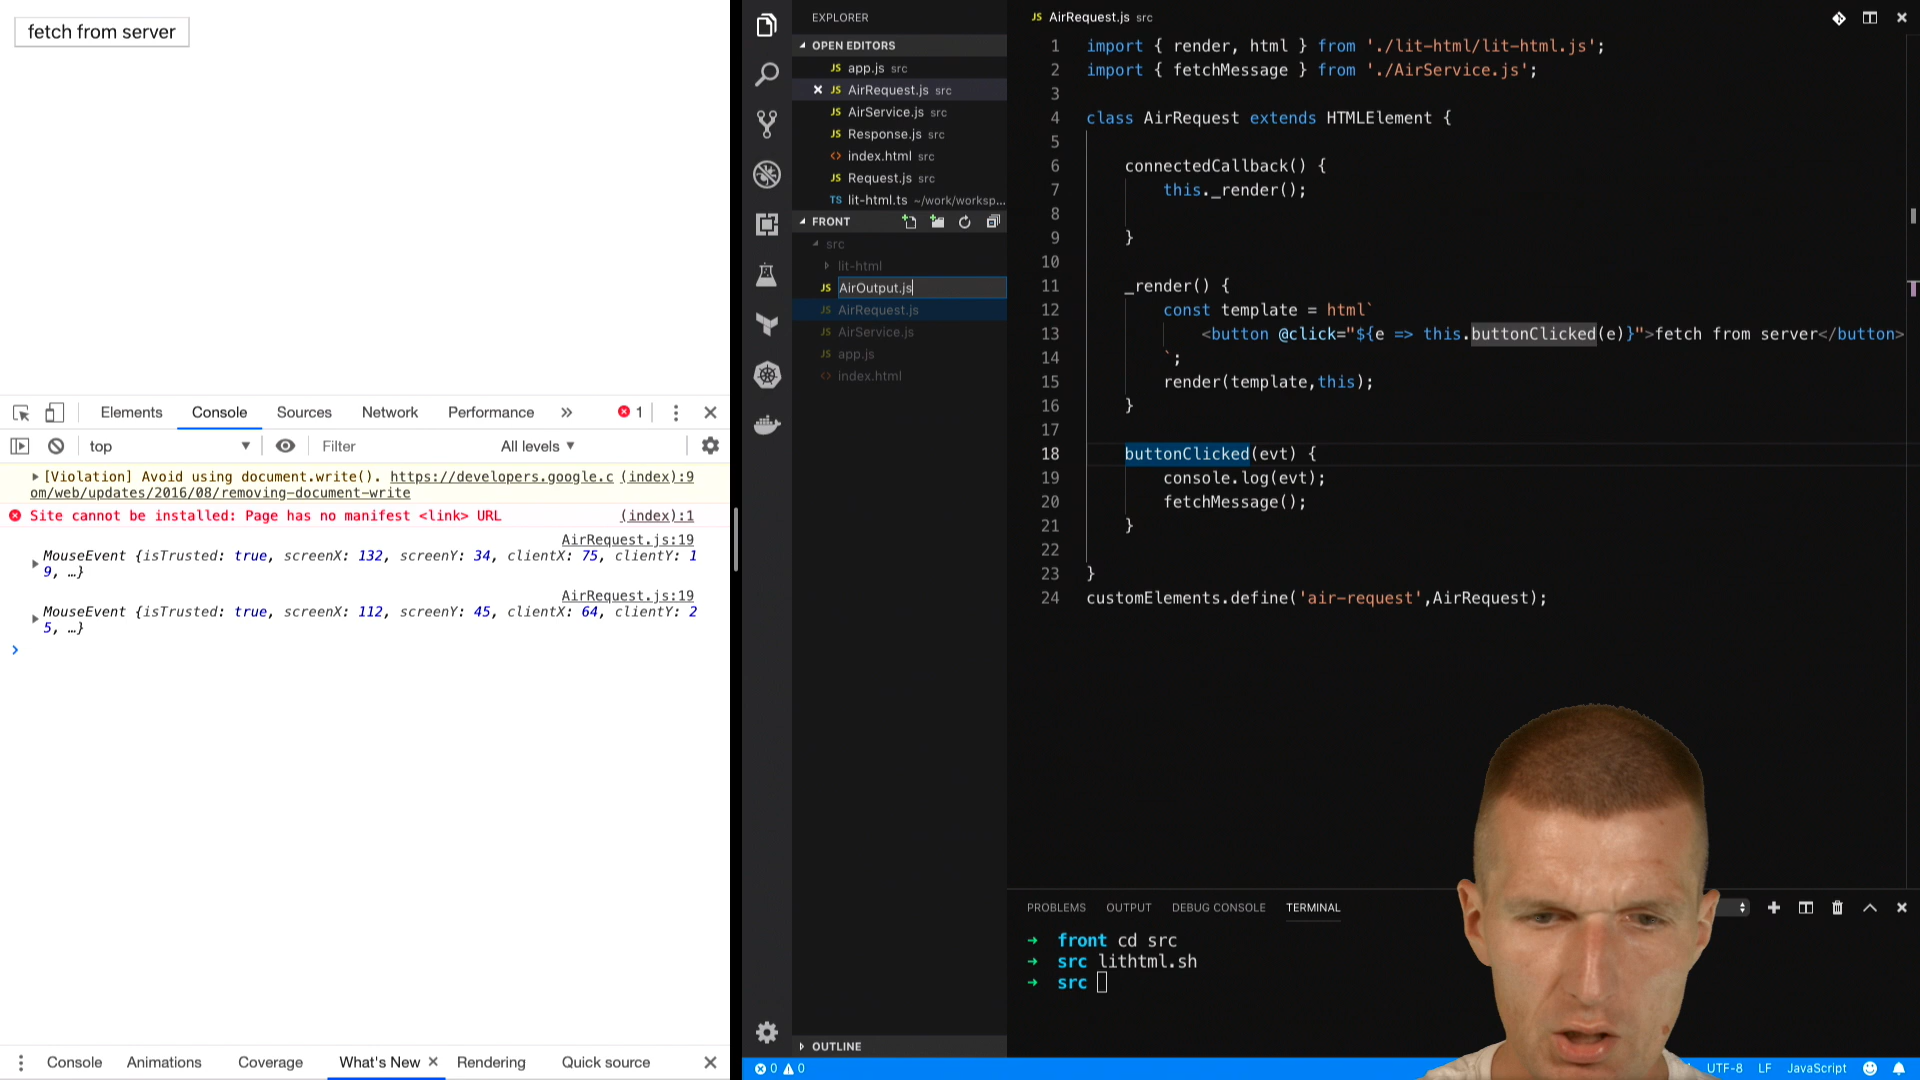 fetch from server
Elements Console Sources Network Performance » 1
top Filter All levels
[Violation] Avoid using document.write(). https://developers.google.c (index):9
om/web/updates/2016/08/removing-document-write
Site cannot be installed: Page has no manifest <link> URL (index):1
AirRequest.js:19
MouseEvent {isTrusted: true, screenX: 132, screenY: 34, clientX: 75, clientY: 1
9, …}
AirRequest.js:19
MouseEvent {isTrusted: true, screenX: 112, screenY: 45, clientX: 64, clientY: 2
5, …}
Console Animations Coverage What's New Rendering Quick source
EXPLORER
OPEN EDITORS
JS app.js src
JS AirRequest.js src
JS AirService.js src
JS Response.js src
<> index.html src
JS Request.js src
TS lit-html.ts ~/work/worksp...
FRONT
src
lit-html
JS AirOutput.js
JS AirRequest.js
JS AirService.js
JS app.js
<> index.html
OUTLINE
JS AirRequest.js src
1 import { render, html } from './lit-html/lit-html.js';
2 import { fetchMessage } from './AirService.js';
3
4 class AirRequest extends HTMLElement {
5
6 connectedCallback() {
7 this._render();
8
9 }
10
11 _render() {
12 const template = html`
13 <button @click="${e => this.buttonClicked(e)}">fetch from server</button>
14 `;
15 render(template,this);
16 }
17
18 buttonClicked(evt) {
19 console.log(evt);
20 fetchMessage();
21 }
22
23 }
24 customElements.define('air-request',AirRequest);
PROBLEMS OUTPUT DEBUG CONSOLE TERMINAL
→ front cd src
→ src lithtml.sh
→ src
0 0 UTF-8 LF JavaScript